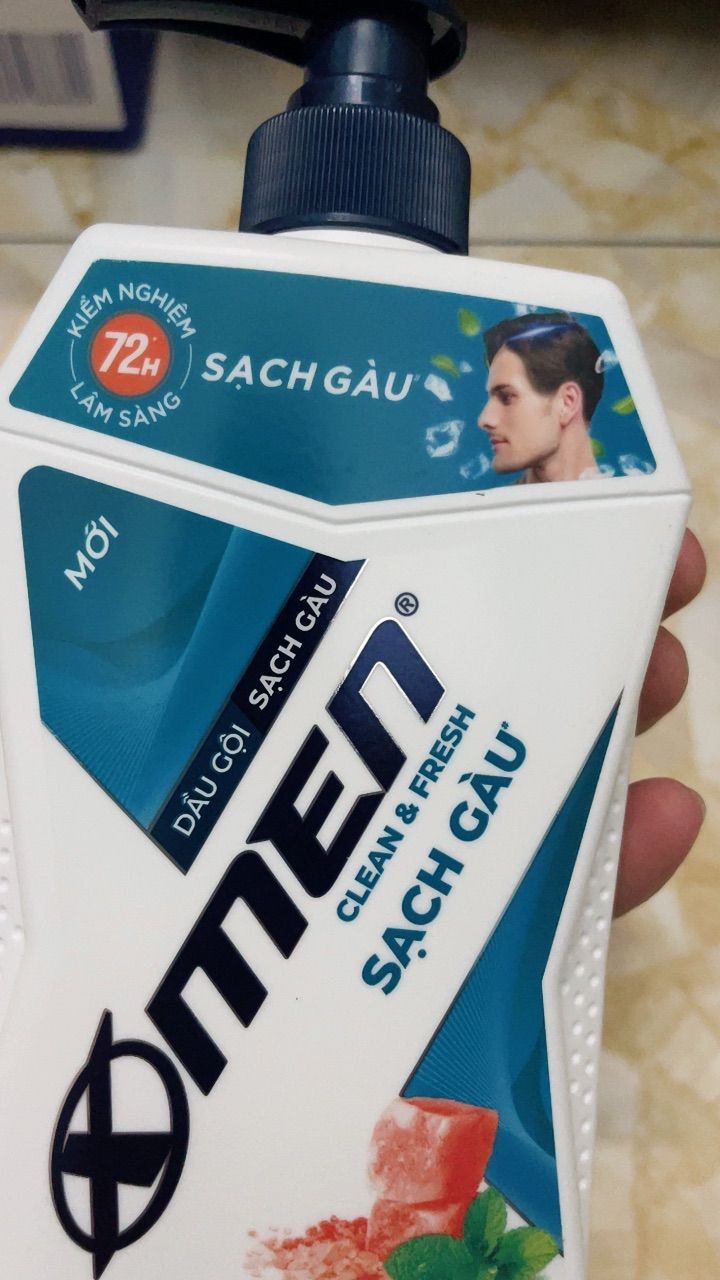 KIỂM NGHIỆM
72H*
LÂM SÀNG
SẠCH GÀU
MỚI
DẦU GỘI SẠCH GÀU
XMEN®
CLEAN & FRESH
SẠCH GÀU*